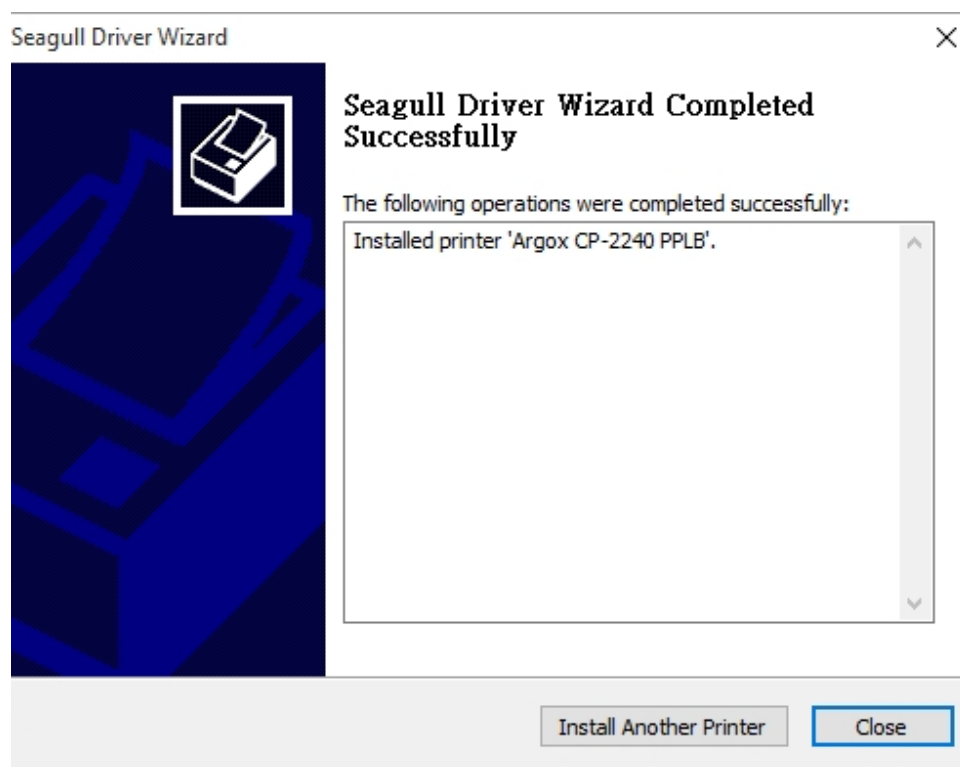 Seagull Driver Wizard
Seagull Driver Wizard Completed
Successfully
The following operations were completed successfully:
Installed printer 'Argox CP-2240 PPLB'.
Install Another Printer
Close